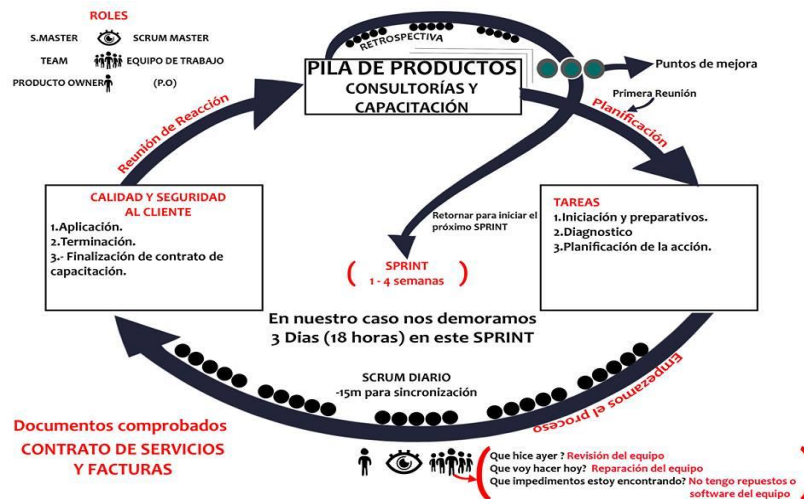 ROLES
S.MASTER SCRUM MASTER
TEAM EQUIPO DE TRABAJO
PRODUCTO OWNER (P.O)
RETROSPECTIVA
PILA DE PRODUCTOS
CONSULTORÍAS Y
CAPACITACIÓN
Puntos de mejora
Primera Reunión
Planificación
Reunión de Reacción
CALIDAD Y SEGURIDAD
AL CLIENTE
1.Aplicación.
2.Terminación.
3.- Finalización de contrato de
capacitación.
TAREAS
1.Iniciación y preparativos.
2.Diagnostico
3.Planificación de la acción.
Retornar para iniciar el
próximo SPRINT
( SPRINT )
1 - 4 semanas
En nuestro caso nos demoramos
3 Dias (18 horas) en este SPRINT
Empezamos el proceso
SCRUM DIARIO
-15m para sincronización
Documentos comprobados
CONTRATO DE SERVICIOS
Y FACTURAS
Que hice ayer ? Revisión del equipo
Que voy hacer hoy? Reparación del equipo
Que impedimentos estoy encontrando? No tengo repuestos o
software del equipo